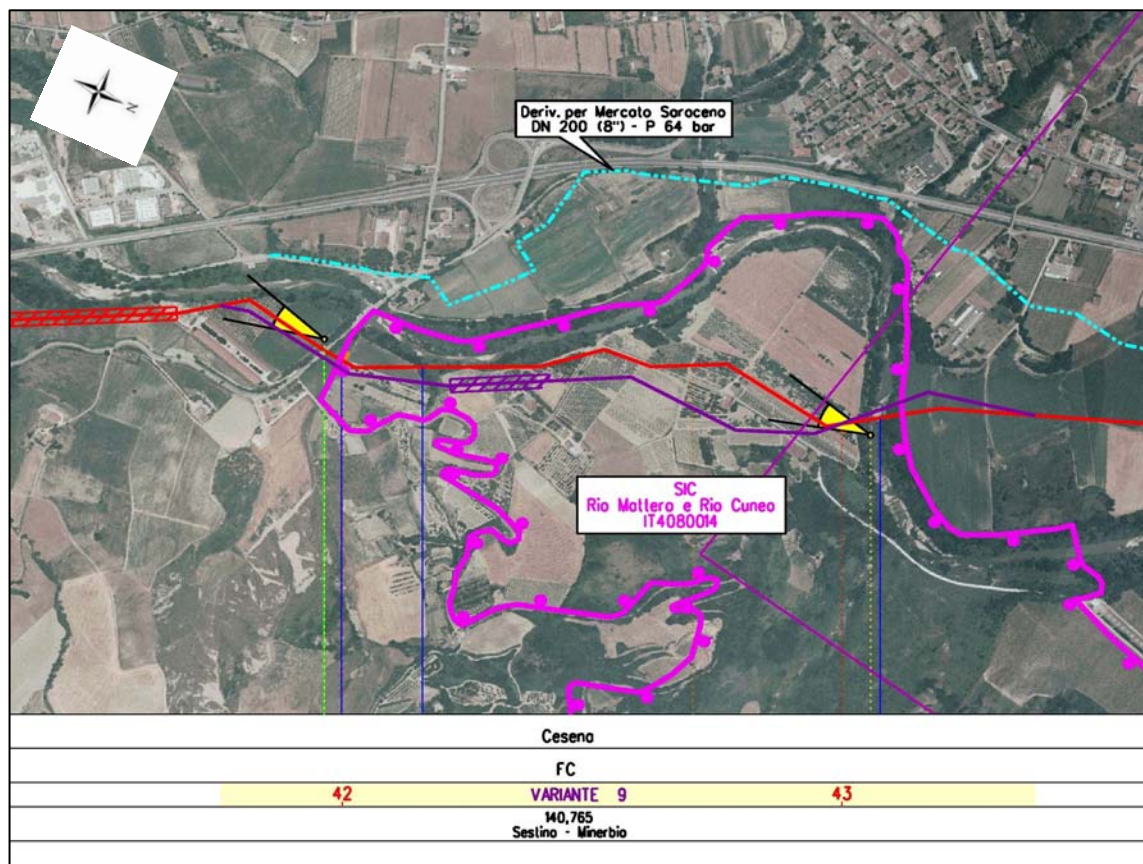 N
Deriv. per Mercato Saraceno
DN 200 (8") - P 64 bar
SIC
Rio Mattero e Rio Cuneo
IT4080014
Cesena
FC
42 VARIANTE 9 43
140,765
Sestino - Minerbio